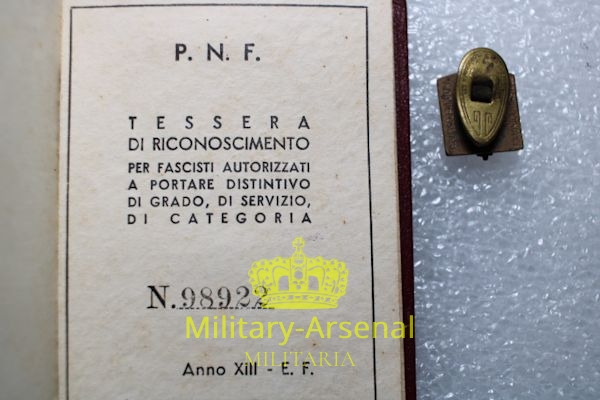 P. N. F.
TESSERA
DI RICONOSCIMENTO
PER FASCISTI AUTORIZZATI
A PORTARE DISTINTIVO
DI GRADO, DI SERVIZIO,
DI CATEGORIA
N. 98922
Military-Arsenal
MILITARIA
Anno XIII - E. F.